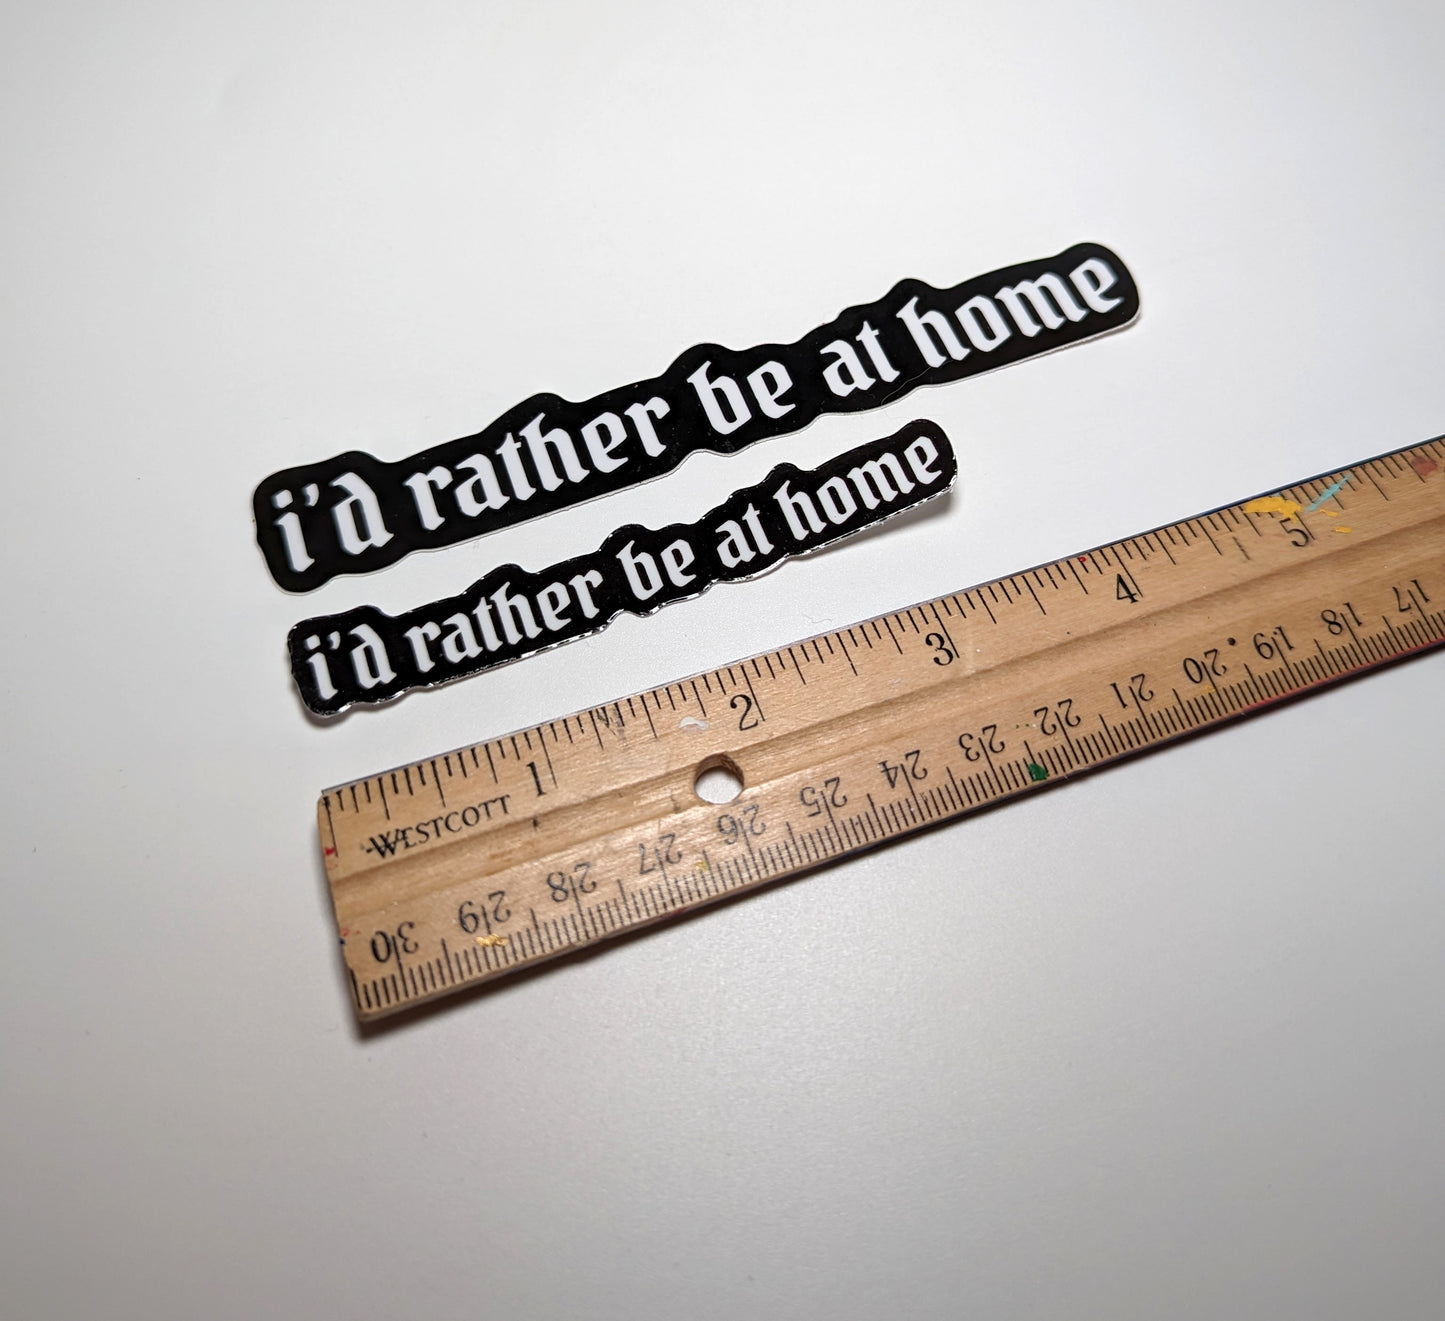 i'd rather be at home
i'd rather be at home
1 2 3 4 5
WESTCOTT
30 29 28 27 26 25 24 23 22 21 20 19 18 17